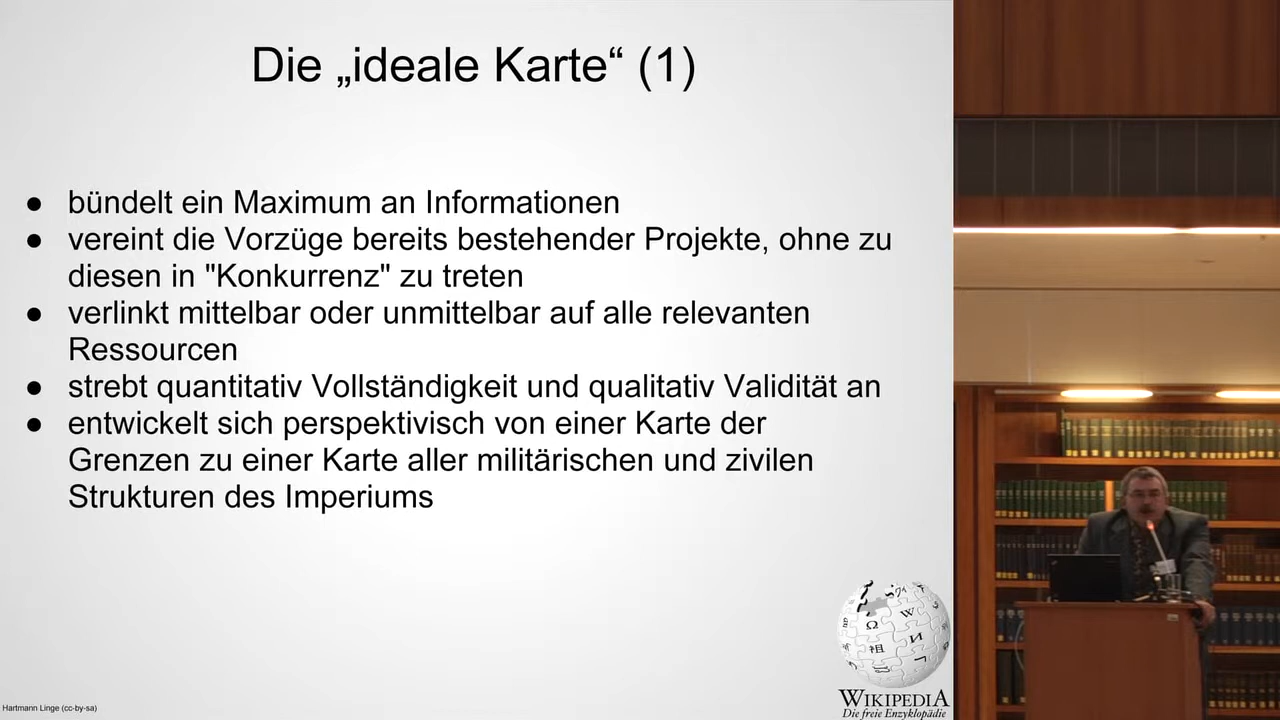 Die „ideale Karte“ (1)
● bündelt ein Maximum an Informationen
● vereint die Vorzüge bereits bestehender Projekte, ohne zu
diesen in "Konkurrenz" zu treten
● verlinkt mittelbar oder unmittelbar auf alle relevanten
Ressourcen
● strebt quantitativ Vollständigkeit und qualitativ Validität an
● entwickelt sich perspektivisch von einer Karte der
Grenzen zu einer Karte aller militärischen und zivilen
Strukturen des Imperiums
WIKIPEDIA
Die freie Enzyklopädie
Hartmann Linge (cc-by-sa)